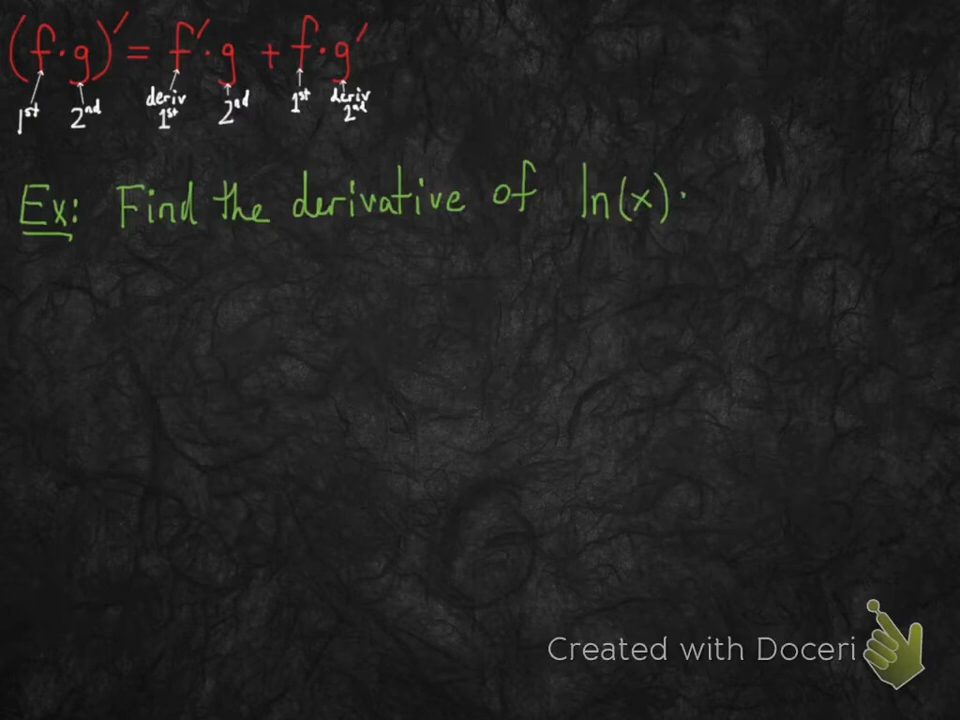 (f·g)' = f'·g + f·g'
1st 2nd deriv 1st 2nd 1st deriv 2nd
Ex: Find the derivative of ln(x)·
Created with Doceri